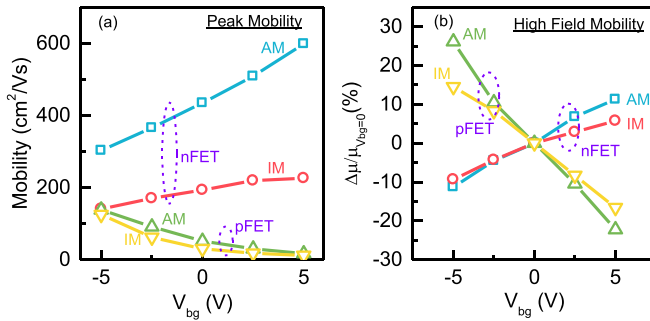 (a) Peak Mobility
600
400
200
0
-5 0 5
Mobility (cm²/Vs)
V_bg (V)
AM
nFET
IM
AM
pFET
IM
(b) High Field Mobility
30
20
10
0
-10
-20
-30
-5 0 5
Δμ/μ_Vbg=0(%)
V_bg (V)
AM
IM
pFET
AM
IM
nFET